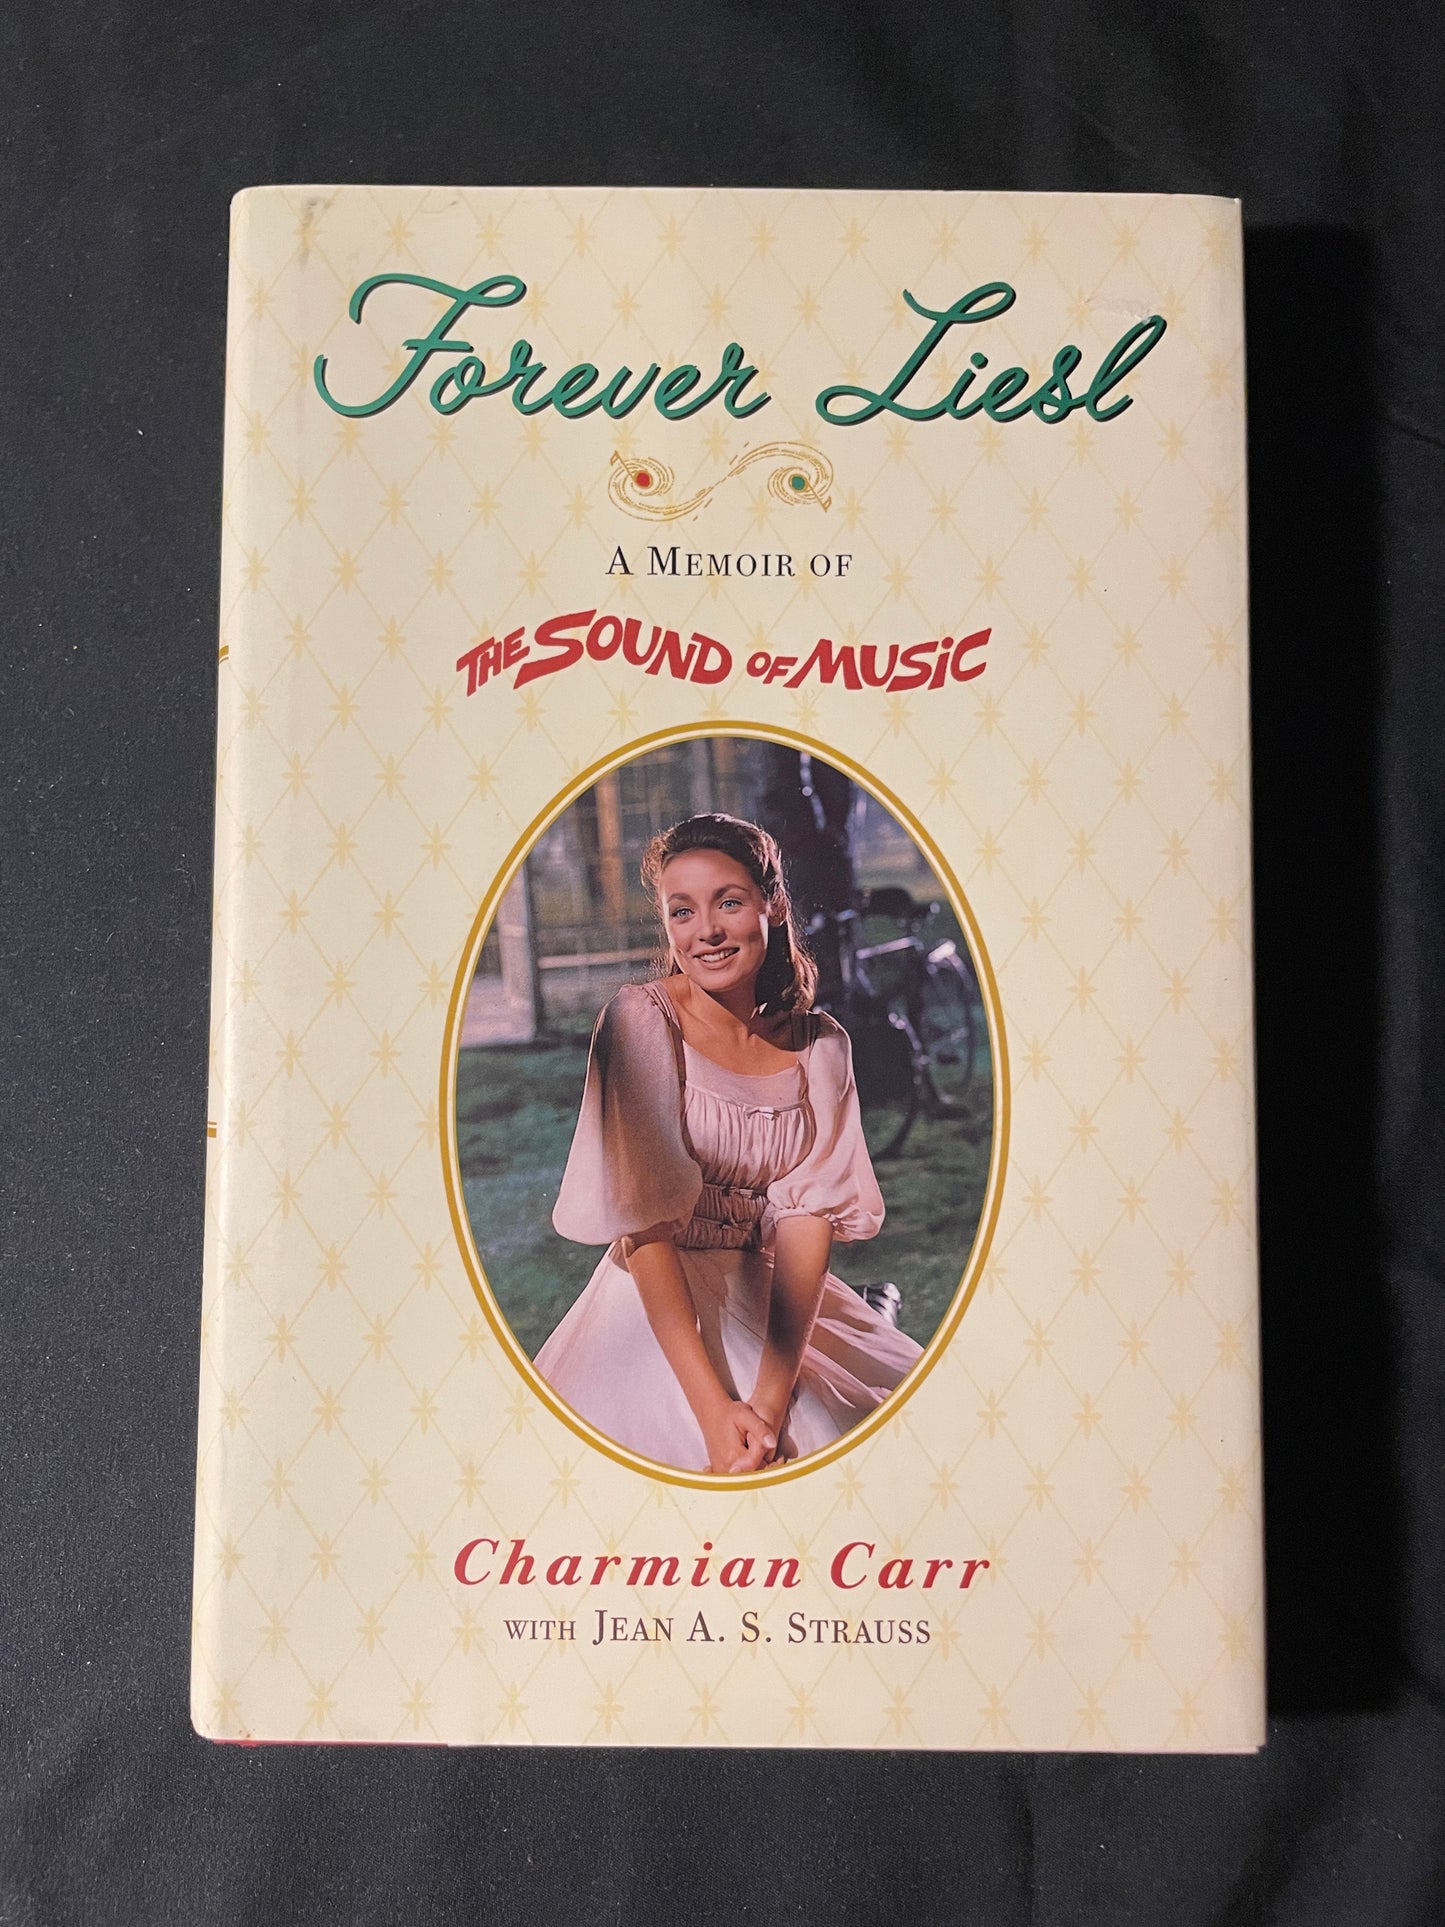 Forever Liesl
A MEMOIR OF
THE SOUND OF MUSiC
Charmian Carr
WITH JEAN A. S. STRAUSS